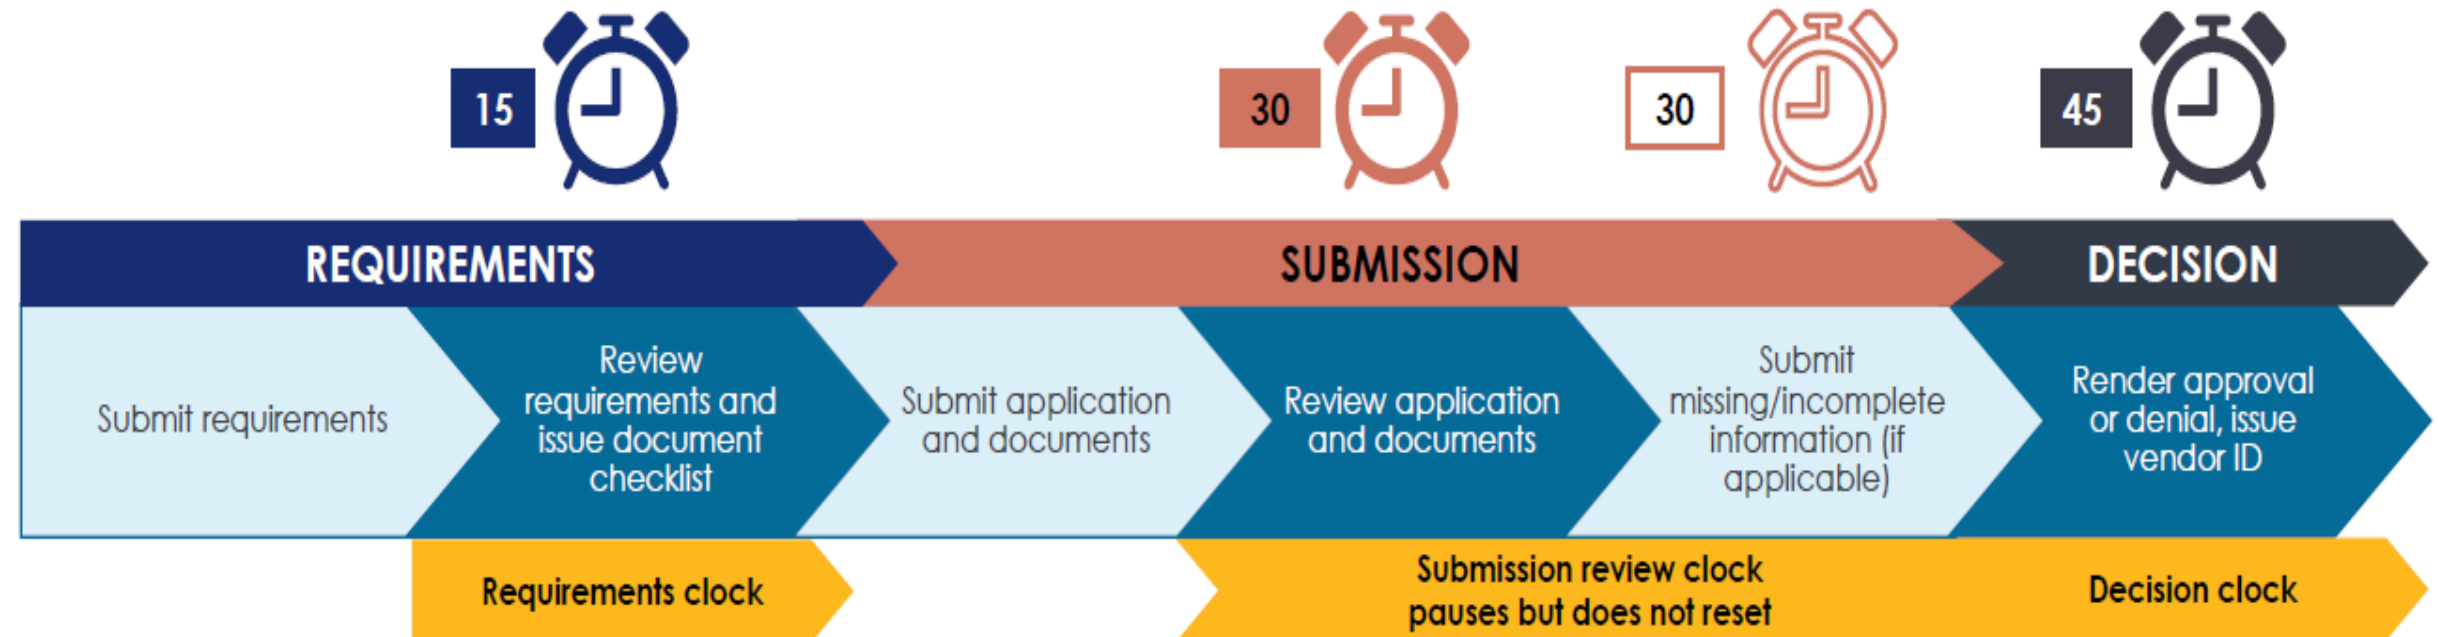 15
30
30
45
REQUIREMENTS
SUBMISSION
DECISION
Submit requirements
Review
requirements and
issue document
checklist
Submit application
and documents
Review application
and documents
Submit
missing/incomplete
information (if
applicable)
Render approval
or denial, issue
vendor ID
Requirements clock
Submission review clock
pauses but does not reset
Decision clock